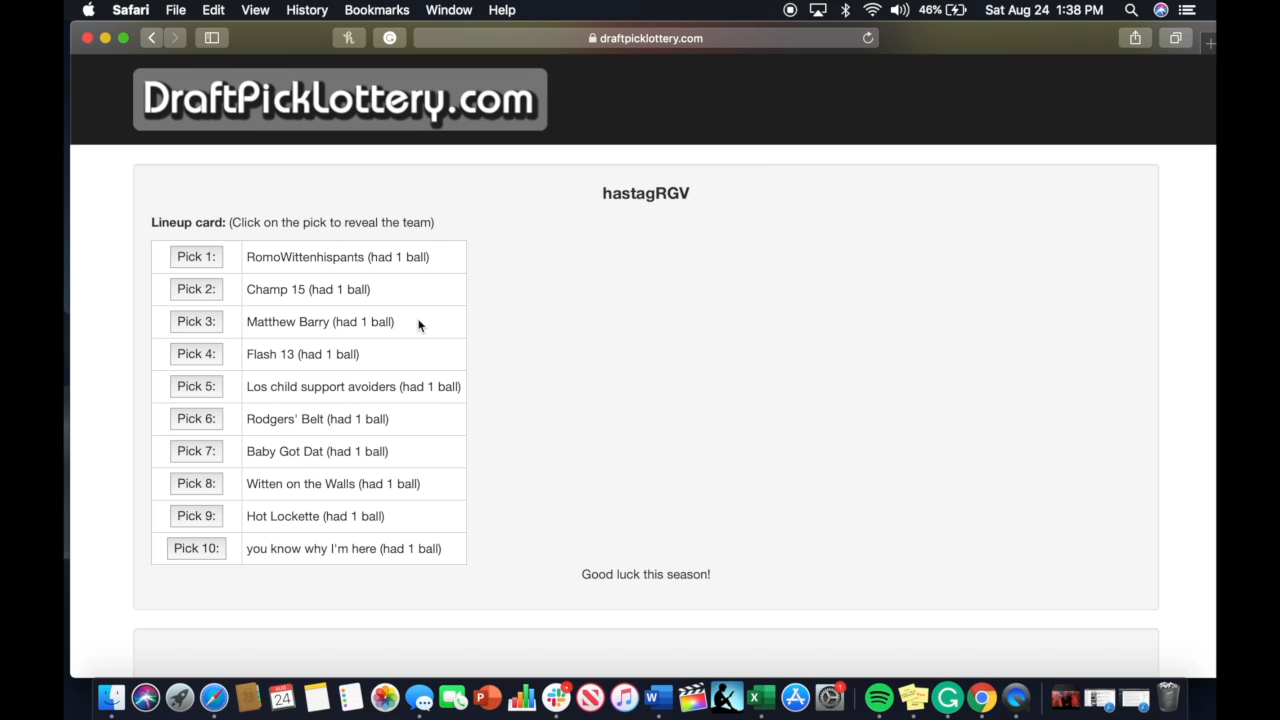 Safari File Edit View History Bookmarks Window Help 46% Sat Aug 24 1:38 PM
draftpicklottery.com
DraftPickLottery.com
hastagRGV
Lineup card: (Click on the pick to reveal the team)
Pick 1: RomoWittenhispants (had 1 ball)
Pick 2: Champ 15 (had 1 ball)
Pick 3: Matthew Barry (had 1 ball)
Pick 4: Flash 13 (had 1 ball)
Pick 5: Los child support avoiders (had 1 ball)
Pick 6: Rodgers' Belt (had 1 ball)
Pick 7: Baby Got Dat (had 1 ball)
Pick 8: Witten on the Walls (had 1 ball)
Pick 9: Hot Lockette (had 1 ball)
Pick 10: you know why I'm here (had 1 ball)
Good luck this season!